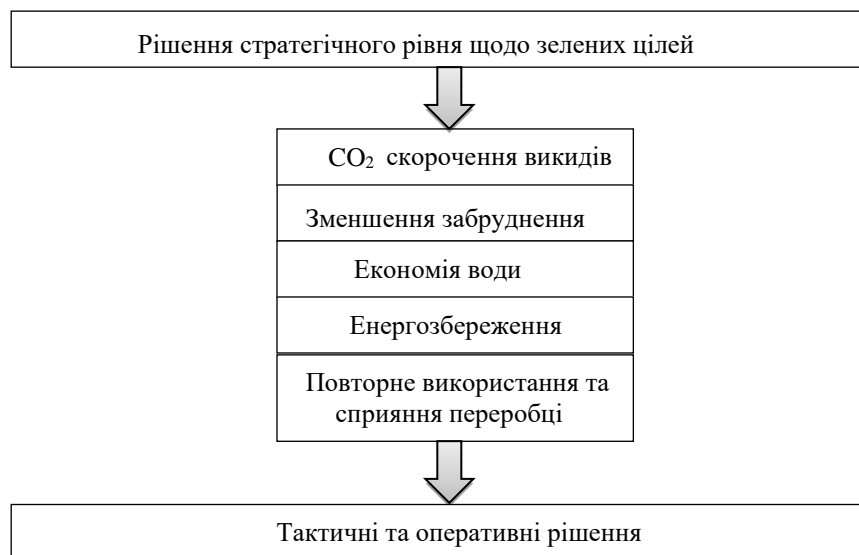 Рішення стратегічного рівня щодо зелених цілей
CO₂ скорочення викидів
Зменшення забруднення
Економія води
Енергозбереження
Повторне використання та
сприяння переробці
Тактичні та оперативні рішення